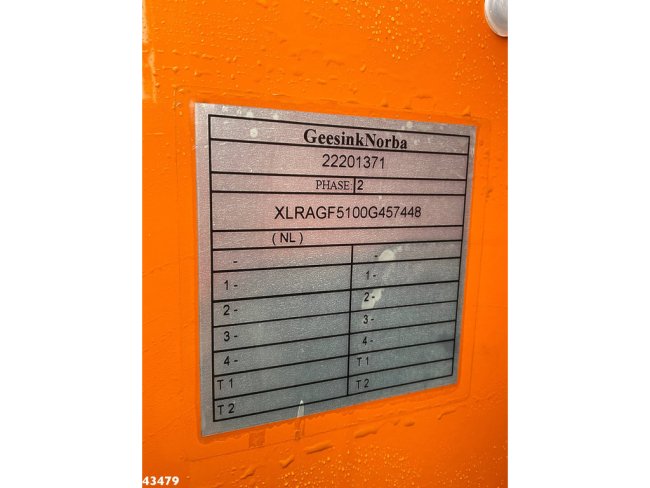 GeesinkNorba
22201371
PHASE: 2
XLRAGF5100G457448
( NL )
- -
1 - 1 -
2 - 2 -
3 - 3 -
4 - 4 -
T 1 T 1
T 2 T 2
43479